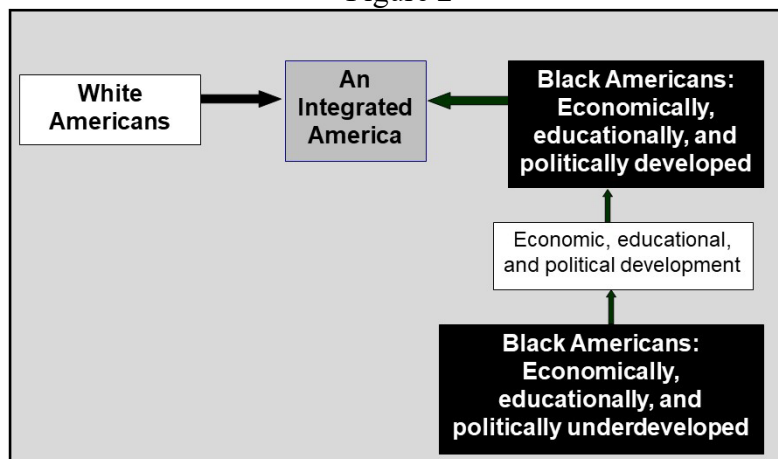 White
Americans
An
Integrated
America
Black Americans:
Economically,
educationally, and
politically developed
Economic, educational,
and political development
Black Americans:
Economically,
educationally, and
politically underdeveloped